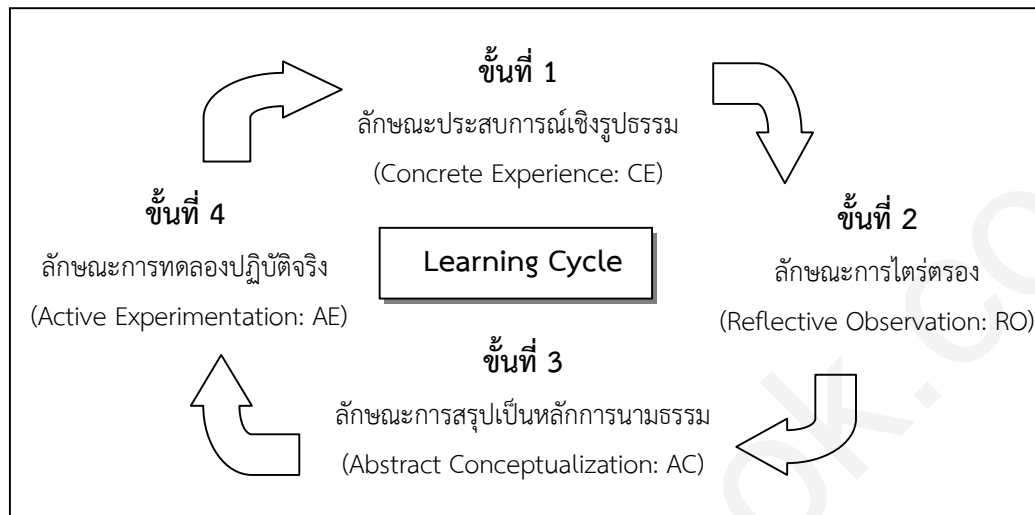 ขั้นที่ 1
ลักษณะประสบการณ์เชิงรูปธรรม
(Concrete Experience: CE)
ขั้นที่ 2
ลักษณะการไตร่ตรอง
(Reflective Observation: RO)
ขั้นที่ 3
ลักษณะการสรุปเป็นหลักการนามธรรม
(Abstract Conceptualization: AC)
ขั้นที่ 4
ลักษณะการทดลองปฏิบัติจริง
(Active Experimentation: AE)
Learning Cycle
ok.co